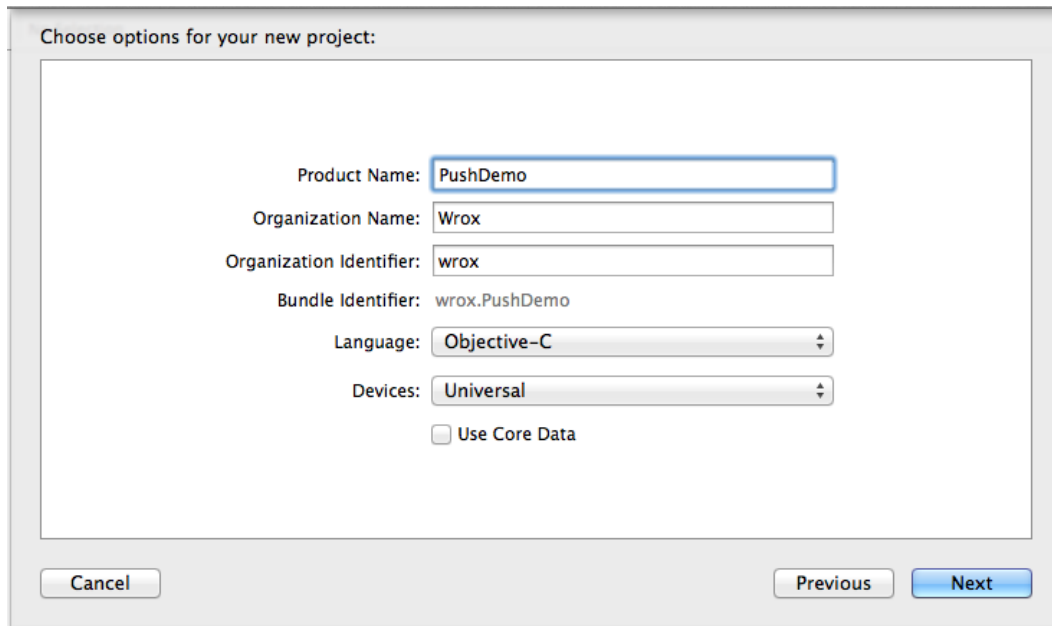 Choose options for your new project:
Product Name: PushDemo
Organization Name: Wrox
Organization Identifier: wrox
Bundle Identifier: wrox.PushDemo
Language: Objective-C
Devices: Universal
Use Core Data
Cancel Previous Next